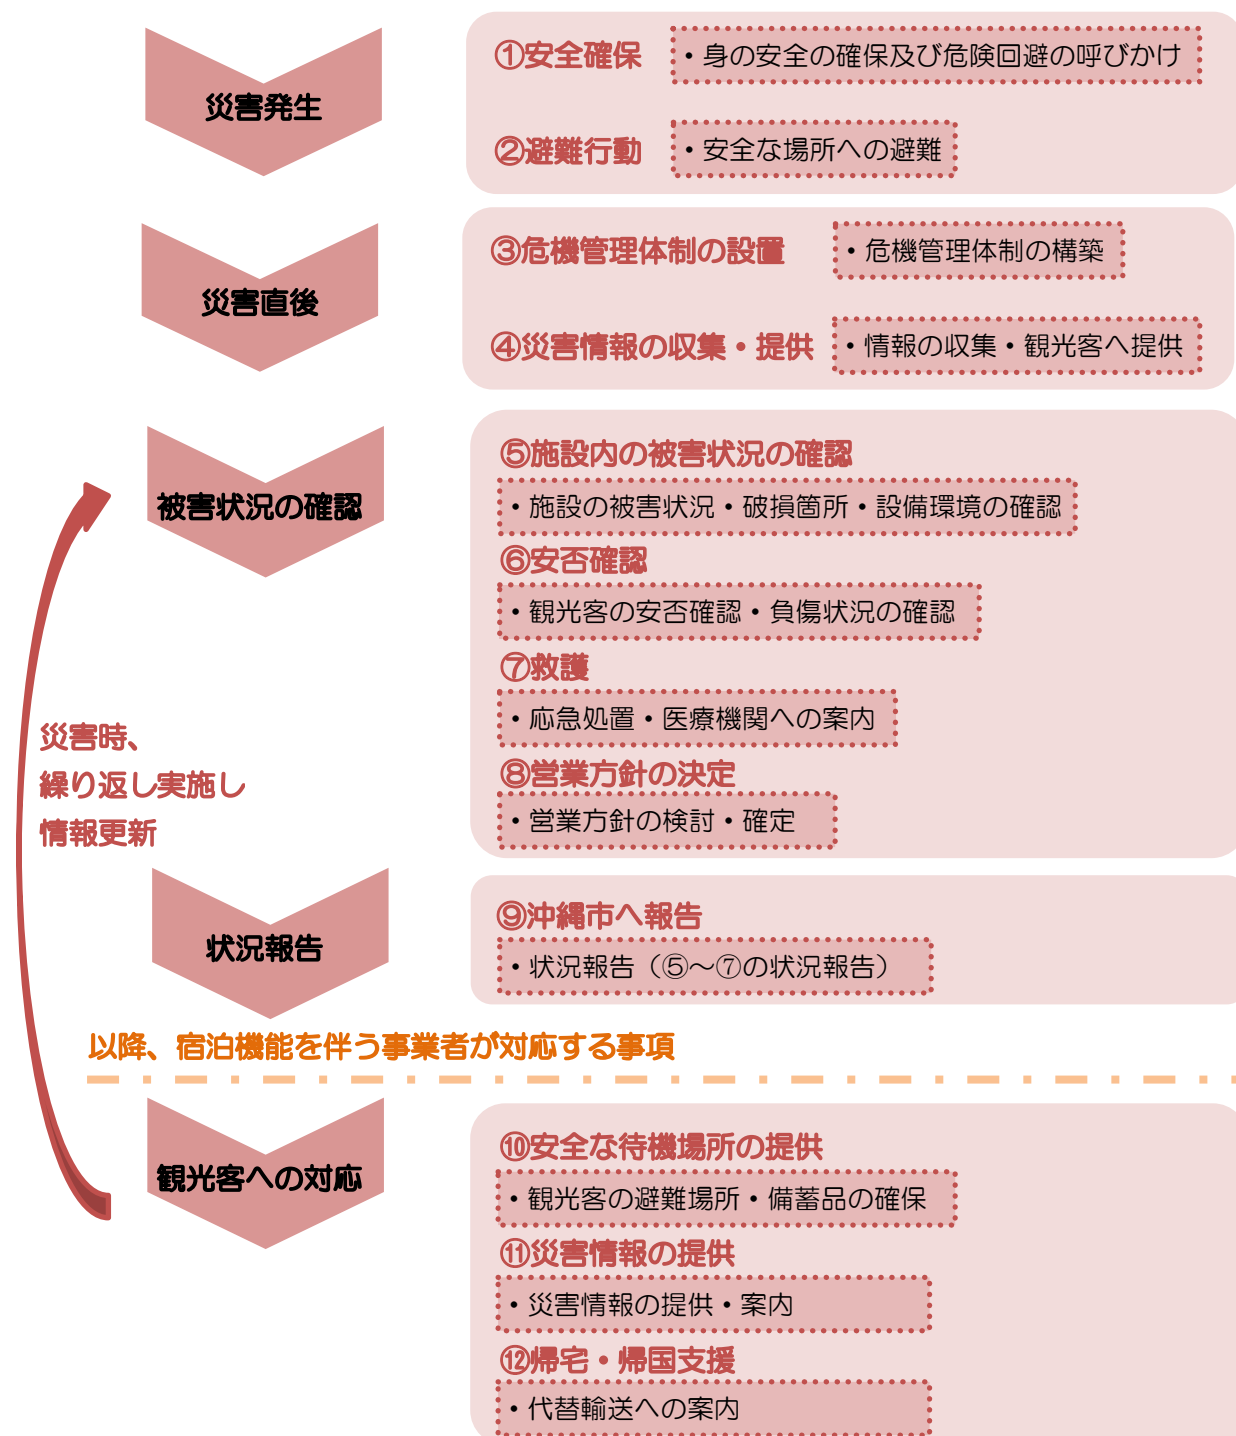 災害発生
①安全確保
・身の安全の確保及び危険回避の呼びかけ
②避難行動
・安全な場所への避難
災害直後
③危機管理体制の設置
・危機管理体制の構築
④災害情報の収集・提供
・情報の収集・観光客へ提供
被害状況の確認
⑤施設内の被害状況の確認
・施設の被害状況・破損箇所・設備環境の確認
⑥安否確認
・観光客の安否確認・負傷状況の確認
⑦救護
・応急処置・医療機関への案内
⑧営業方針の決定
・営業方針の検討・確定
災害時、
繰り返し実施し
情報更新
状況報告
⑨沖縄市へ報告
・状況報告（⑤～⑦の状況報告）
以降、宿泊機能を伴う事業者が対応する事項
観光客への対応
⑩安全な待機場所の提供
・観光客の避難場所・備蓄品の確保
⑪災害情報の提供
・災害情報の提供・案内
⑫帰宅・帰国支援
・代替輸送への案内